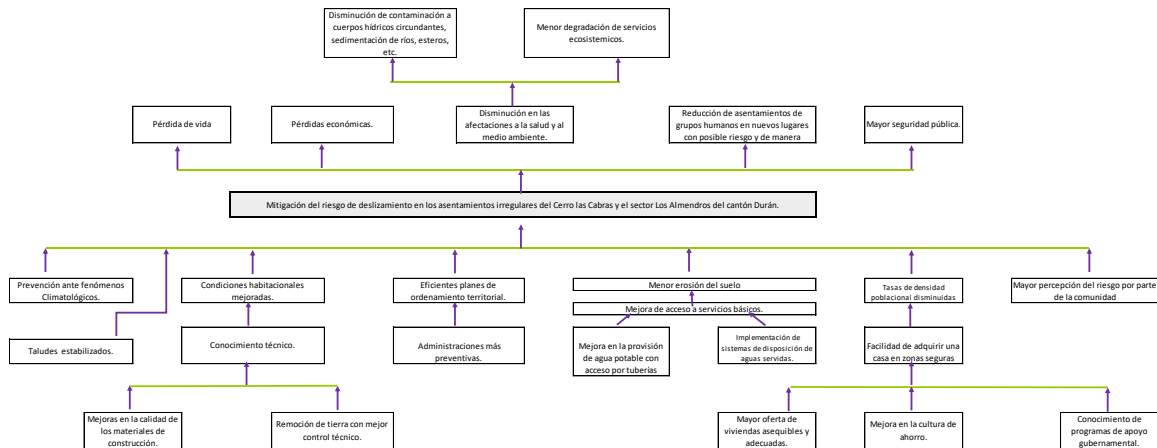 Disminución de contaminación a
cuerpos hídricos circundantes,
sedimentación de ríos, esteros,
etc.
Menor degradación de servicios
ecosistemicos.
Pérdida de vida
Pérdidas económicas.
Disminución en las
afectaciones a la salud y al
medio ambiente.
Reducción de asentamientos de
grupos humanos en nuevos lugares
con posible riesgo y de manera
Mayor seguridad pública.
Mitigación del riesgo de deslizamiento en los asentamientos irregulares del Cerro las Cabras y el sector Los Almendros del cantón Durán.
Prevención ante fenómenos
Climatológicos.
Condiciones habitacionales
mejoradas.
Eficientes planes de
ordenamiento territorial.
Menor erosión del suelo
Tasas de densidad
poblacional disminuidas
Mayor percepción del riesgo por parte
de la comunidad
Mejora de acceso a servicios básicos.
Taludes estabilizados.
Conocimiento técnico.
Administraciones más
preventivas.
Mejora en la provisión
de agua potable con
acceso por tuberías
Implementación de
sistemas de disposición de
aguas servidas.
Facilidad de adquirir una
casa en zonas seguras
Mejoras en la calidad de
los materiales de
construcción.
Remoción de tierra con mejor
control técnico.
Mayor oferta de
viviendas asequibles y
adecuadas.
Mejora en la cultura de
ahorro.
Conocimiento de
programas de apoyo
gubernamental.